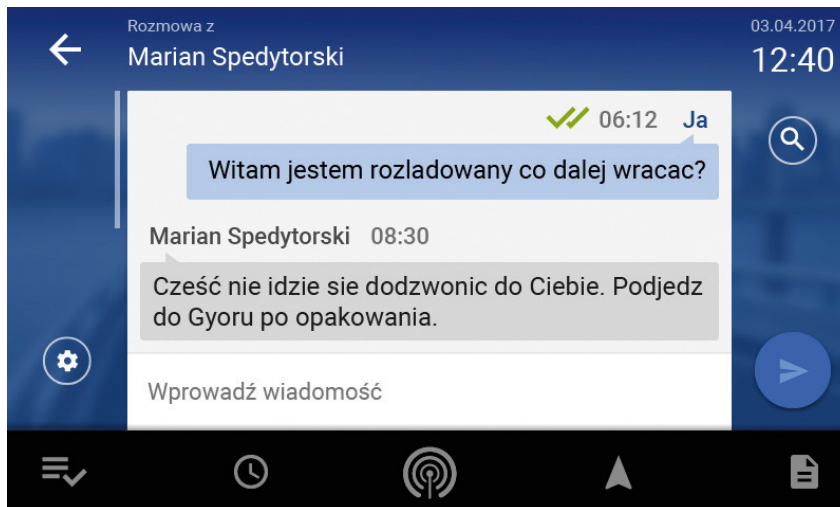 Rozmowa z
Marian Spedytorski
03.04.2017
12:40
06:12 Ja
Witam jestem rozladowany co dalej wracac?
Marian Spedytorski 08:30
Cześć nie idzie sie dodzwonic do Ciebie. Podjedz
do Gyoru po opakowania.
Wprowadź wiadomość